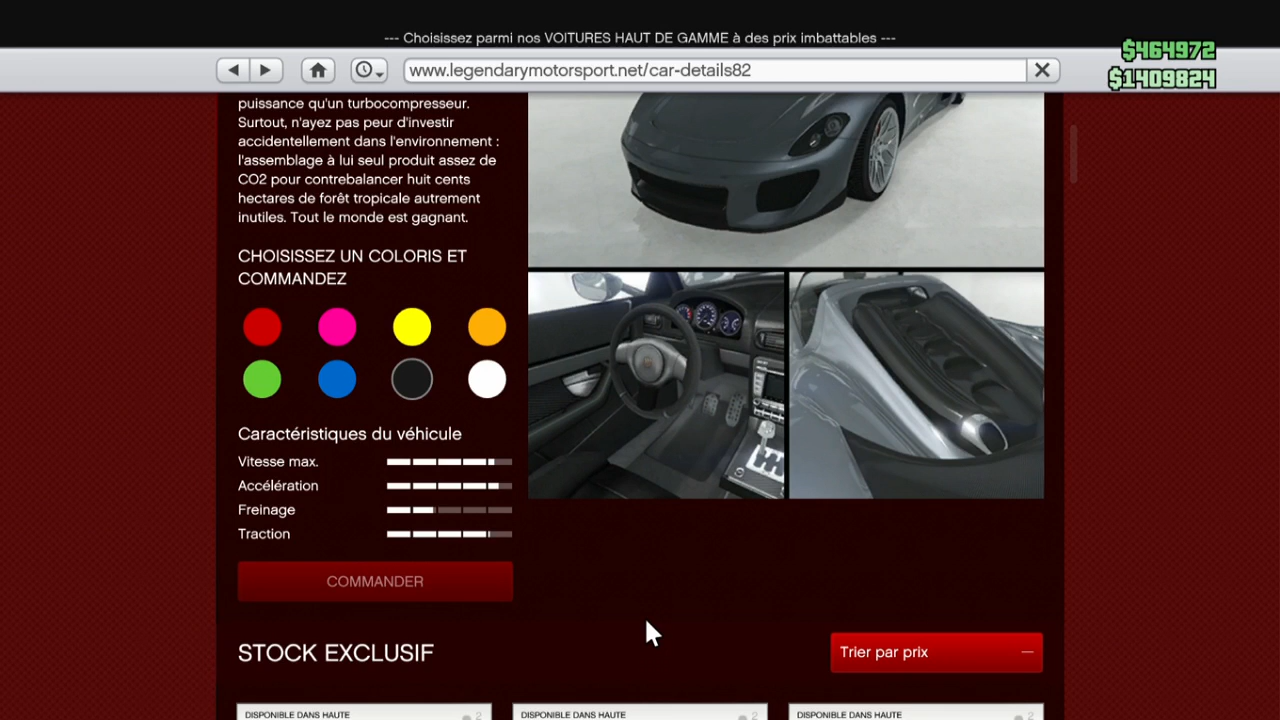 --- Choisissez parmi nos VOITURES HAUT DE GAMME à des prix imbattables ---
$464972
www.legendarymotorsport.net/car-details82
$1409824
puissance qu'un turbocompresseur.
Surtout, n'ayez pas peur d'investir
accidentellement dans l'environnement :
l'assemblage à lui seul produit assez de
CO2 pour contrebalancer huit cents
hectares de forêt tropicale autrement
inutiles. Tout le monde est gagnant.
CHOISISSEZ UN COLORIS ET
COMMANDEZ
Caractéristiques du véhicule
Vitesse max.
Accélération
Freinage
Traction
COMMANDER
STOCK EXCLUSIF
Trier par prix
DISPONIBLE DANS HAUTE
2
DISPONIBLE DANS HAUTE
2
DISPONIBLE DANS HAUTE
2